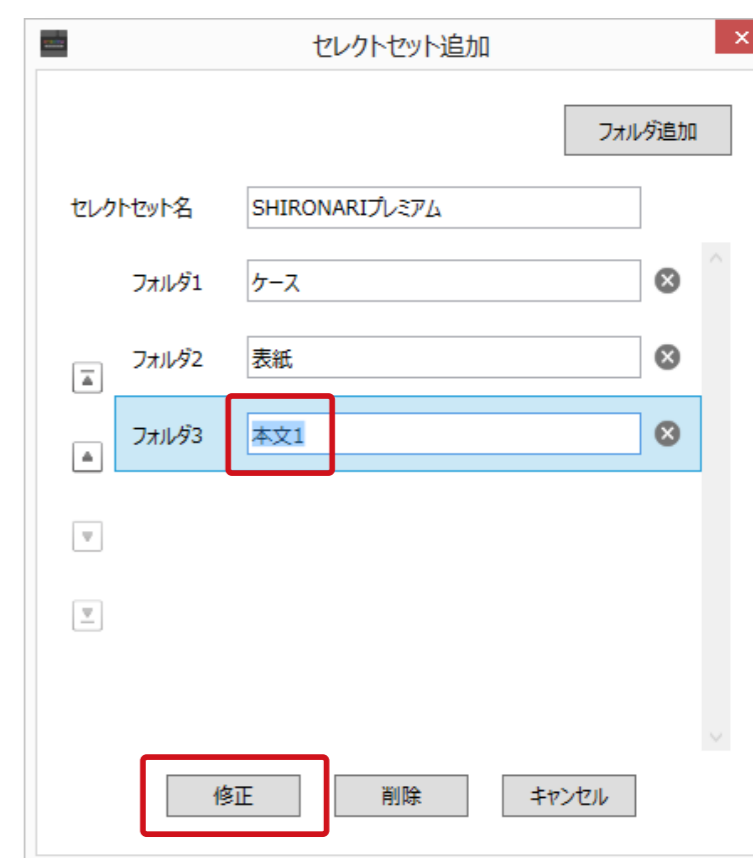 セレクトセット追加
フォルダ追加
セレクトセット名 SHIRONARIプレミアム
フォルダ1 ケース
フォルダ2 表紙
フォルダ3 本文1
修正 削除 キャンセル